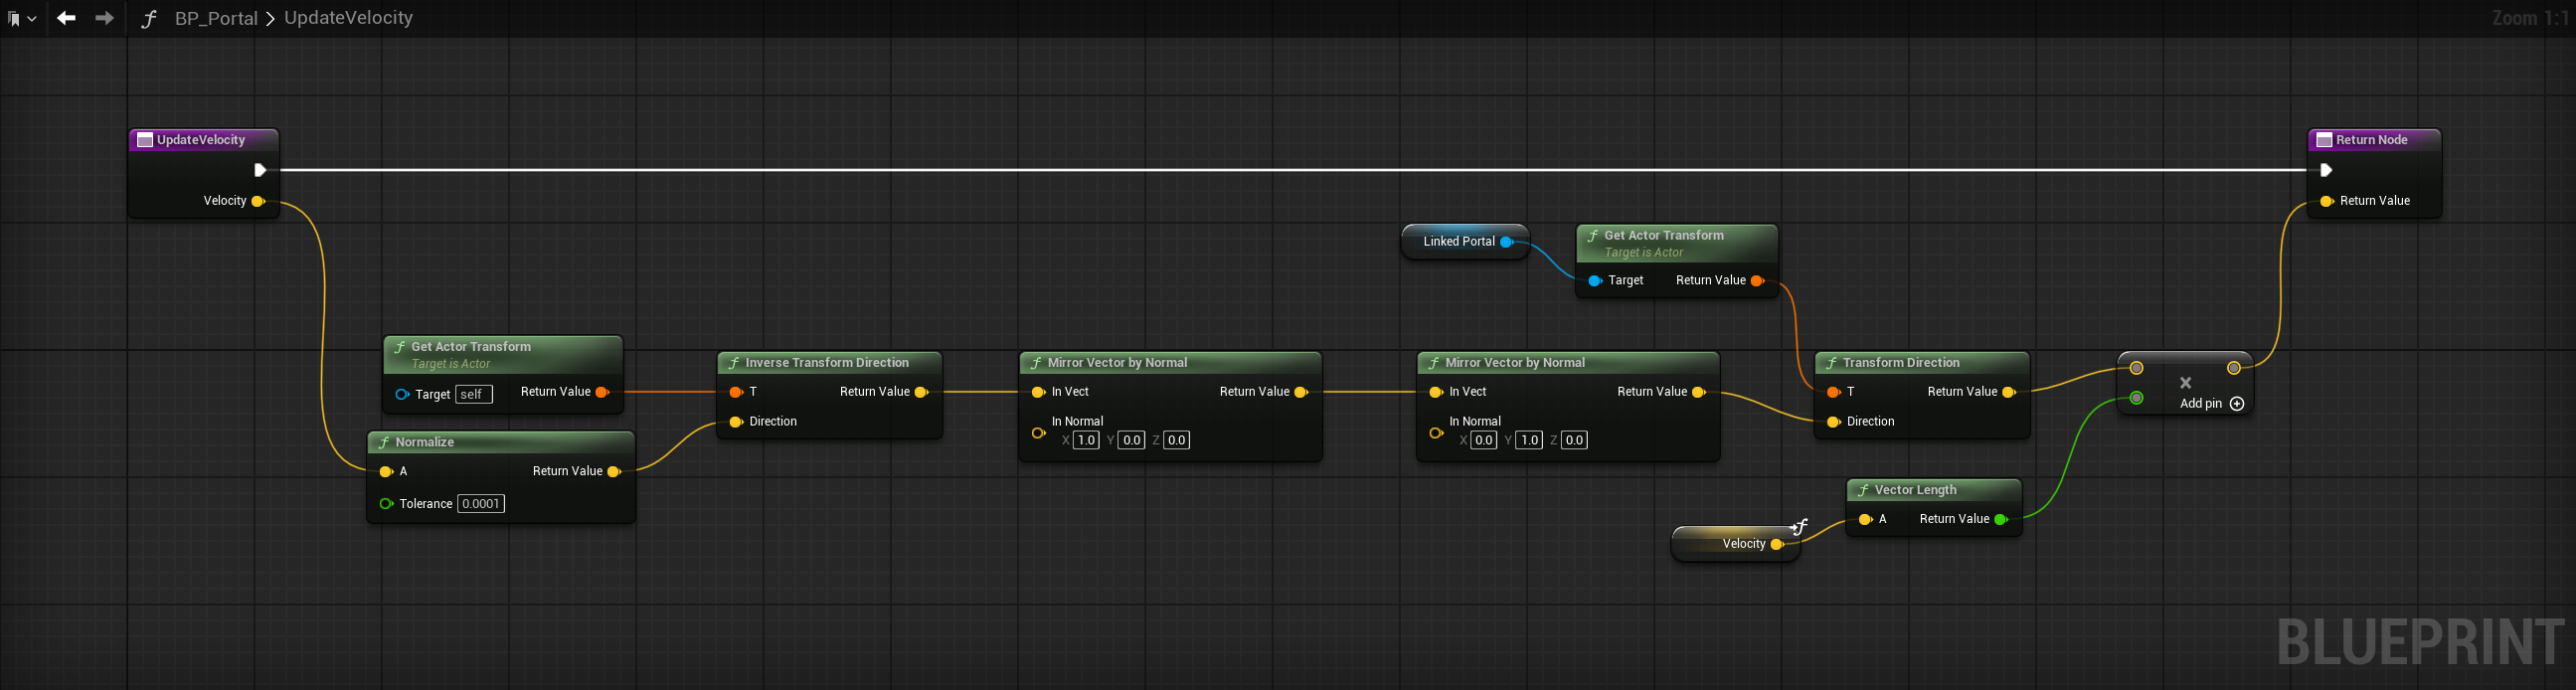 BP_Portal > UpdateVelocity
Zoom 1:1
UpdateVelocity
Velocity
Return Node
Return Value
Linked Portal
Get Actor Transform
Target is Actor
Target Return Value
Get Actor Transform
Target is Actor
Target self Return Value
Normalize
A Return Value
Tolerance 0.0001
Inverse Transform Direction
T Return Value
Direction
Mirror Vector by Normal
In Vect Return Value
In Normal
X 1.0 Y 0.0 Z 0.0
Mirror Vector by Normal
In Vect Return Value
In Normal
X 0.0 Y 1.0 Z 0.0
Transform Direction
T Return Value
Direction
Add pin
Velocity
Vector Length
A Return Value
BLUEPRINT